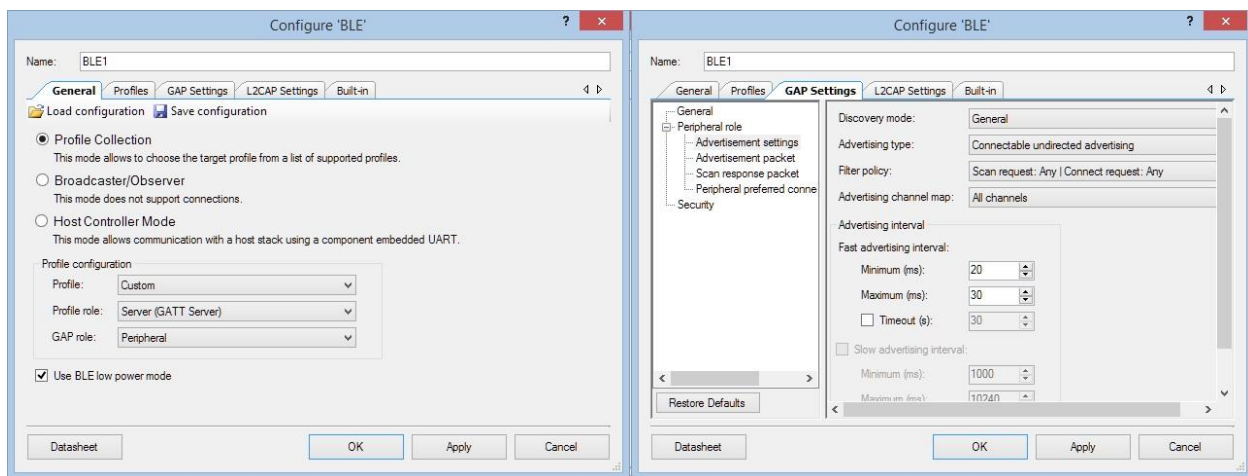 Configure 'BLE'
?
×
Name: BLE1
General Profiles GAP Settings L2CAP Settings Built-in
Load configuration Save configuration
Profile Collection
This mode allows to choose the target profile from a list of supported profiles.
Broadcaster/Observer
This mode does not support connections.
Host Controller Mode
This mode allows communication with a host stack using a component embedded UART.
Profile configuration
Profile: Custom
Profile role: Server (GATT Server)
GAP role: Peripheral
Use BLE low power mode
Datasheet OK Apply Cancel
Configure 'BLE'
?
×
Name: BLE1
General Profiles GAP Settings L2CAP Settings Built-in
General
Peripheral role
Advertisement settings
Advertisement packet
Scan response packet
Peripheral preferred conne
Security
Restore Defaults
Discovery mode: General
Advertising type: Connectable undirected advertising
Filter policy: Scan request: Any | Connect request: Any
Advertising channel map: All channels
Advertising interval
Fast advertising interval:
Minimum (ms): 20
Maximum (ms): 30
Timeout (s): 30
Slow advertising interval:
Minimum (ms): 1000
Maximum (ms): 10240
Datasheet OK Apply Cancel